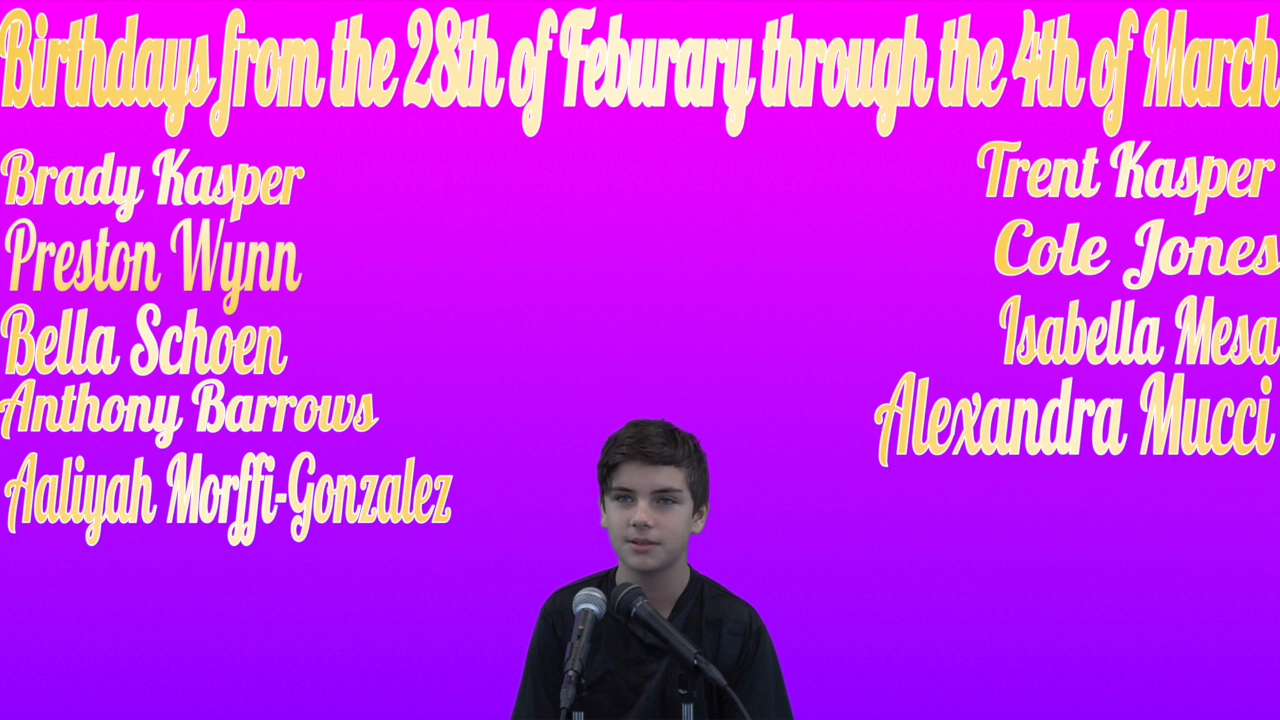 Birthdays from the 28th of Feburary through the 4th of March
Brady Kasper
Preston Wynn
Bella Schoen
Anthony Barrows
Aaliyah Morffi-Gonzalez
Trent Kasper
Cole Jones
Isabella Mesa
Alexandra Mucci